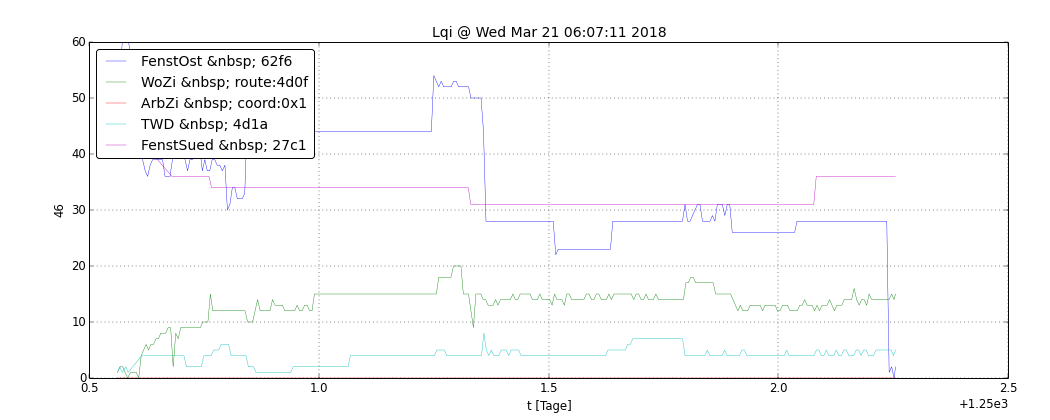 Lqi @ Wed Mar 21 06:07:11 2018
60
50
40
30
20
10
0
46
FenstOst &nbsp; 62f6
WoZi &nbsp; route:4d0f
ArbZi &nbsp; coord:0x1
TWD &nbsp; 4d1a
FenstSued &nbsp; 27c1
0.5 1.0 1.5 2.0 2.5
t [Tage]
+1.25e3